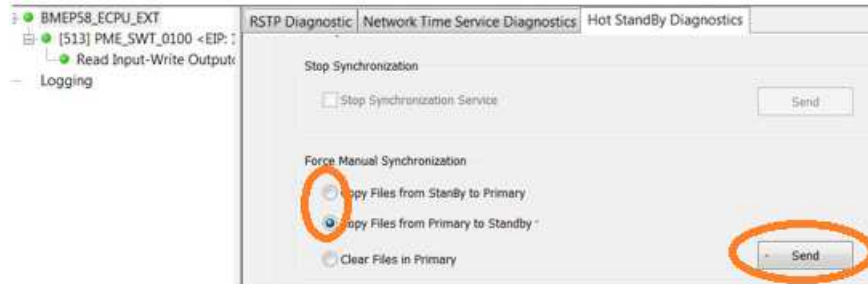 BMEP58_ECPU_EXT
RSTP Diagnostic
Network Time Service Diagnostics
Hot StandBy Diagnostics
[513] PME_SWT_0100 <EIP:
Read Input-Write Output
Logging
Stop Synchronization
Stop Synchronization Service
Send
Force Manual Synchronization
opy Files from StanBy to Primary
opy Files from Primary to Standby
Clear Files in Primary
Send